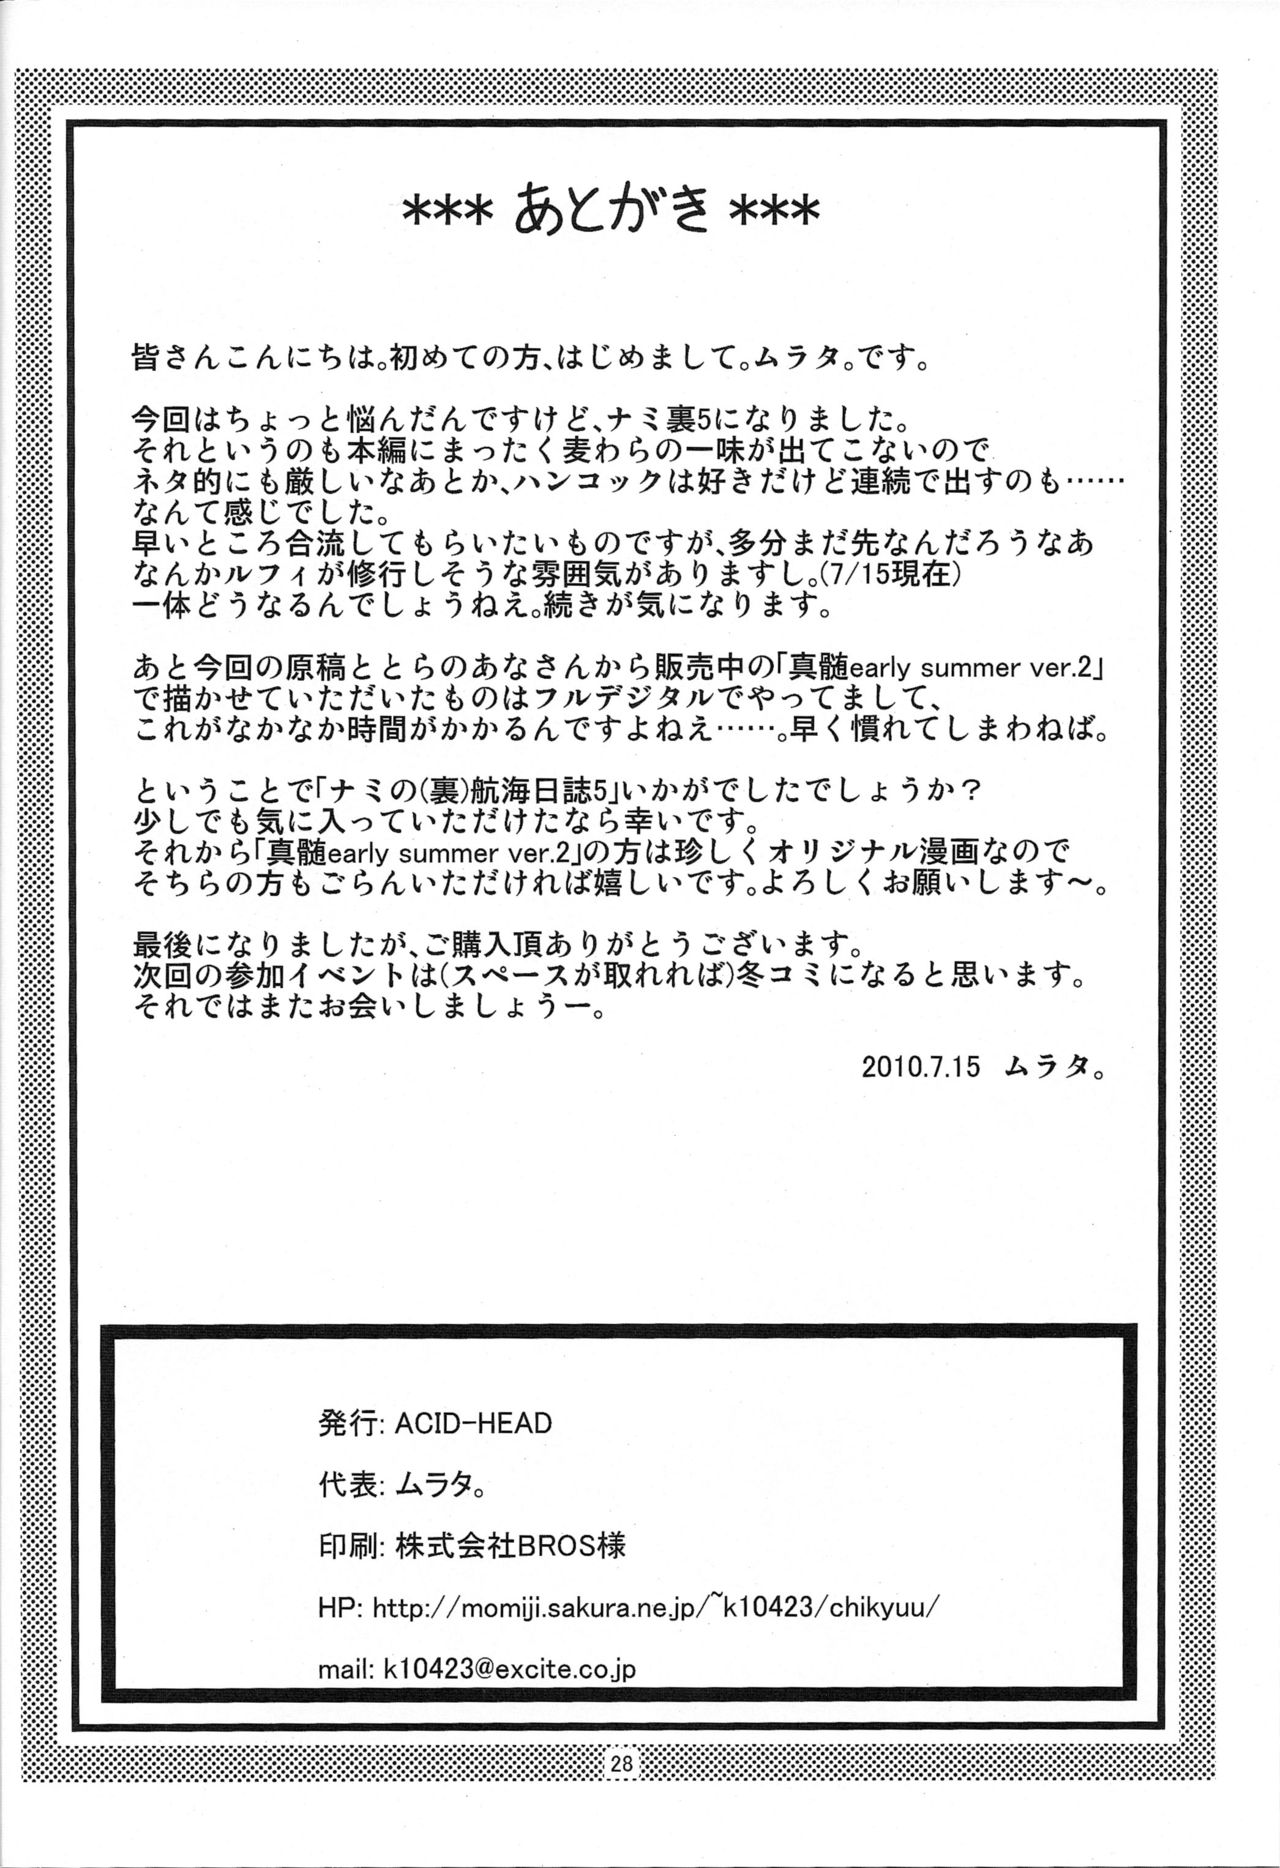 *** あとがき ***
皆さんこんにちは。初めての方、はじめまして。ムラタ。です。
今回はちょっと悩んだんですけど、ナミ裏5になりました。
それというのも本編にまったく麦わらの一味が出てこないので
ネタ的にも厳しいなあとか、ハンコックは好きだけど連続で出すのも……
なんて感じでした。
早いところ合流してもらいたいものですが、多分まだ先なんだろうなあ
なんかルフィが修行しそうな雰囲気がありますし。(7/15現在)
一体どうなるんでしょうねえ。続きが気になります。
あと今回の原稿ととらのあなさんから販売中の「真髄early summer ver.2」
で描かせていただいたものはフルデジタルでやってまして、
これがなかなか時間がかかるんですよねえ……。早く慣れてしまわねば。
ということで「ナミの(裏)航海日誌5」いかがでしたでしょうか？
少しでも気に入っていただけたなら幸いです。
それから「真髄early summer ver.2」の方は珍しくオリジナル漫画なので
そちらの方もごらんいただければ嬉しいです。よろしくお願いします～。
最後になりましたが、ご購入頂ありがとうございます。
次回の参加イベントは(スペースが取れれば)冬コミになると思います。
それではまたお会いしましょうー。
2010.7.15 ムラタ。
発行: ACID-HEAD
代表: ムラタ。
印刷: 株式会社BROS様
HP: http://momiji.sakura.ne.jp/~k10423/chikyuu/
mail: k10423@excite.co.jp
28